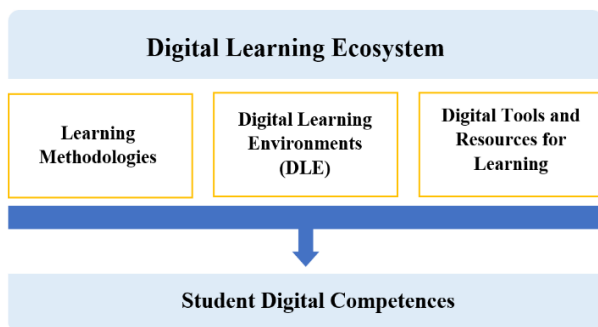 Digital Learning Ecosystem
Learning
Methodologies
Digital Learning
Environments
(DLE)
Digital Tools and
Resources for
Learning
Student Digital Competences